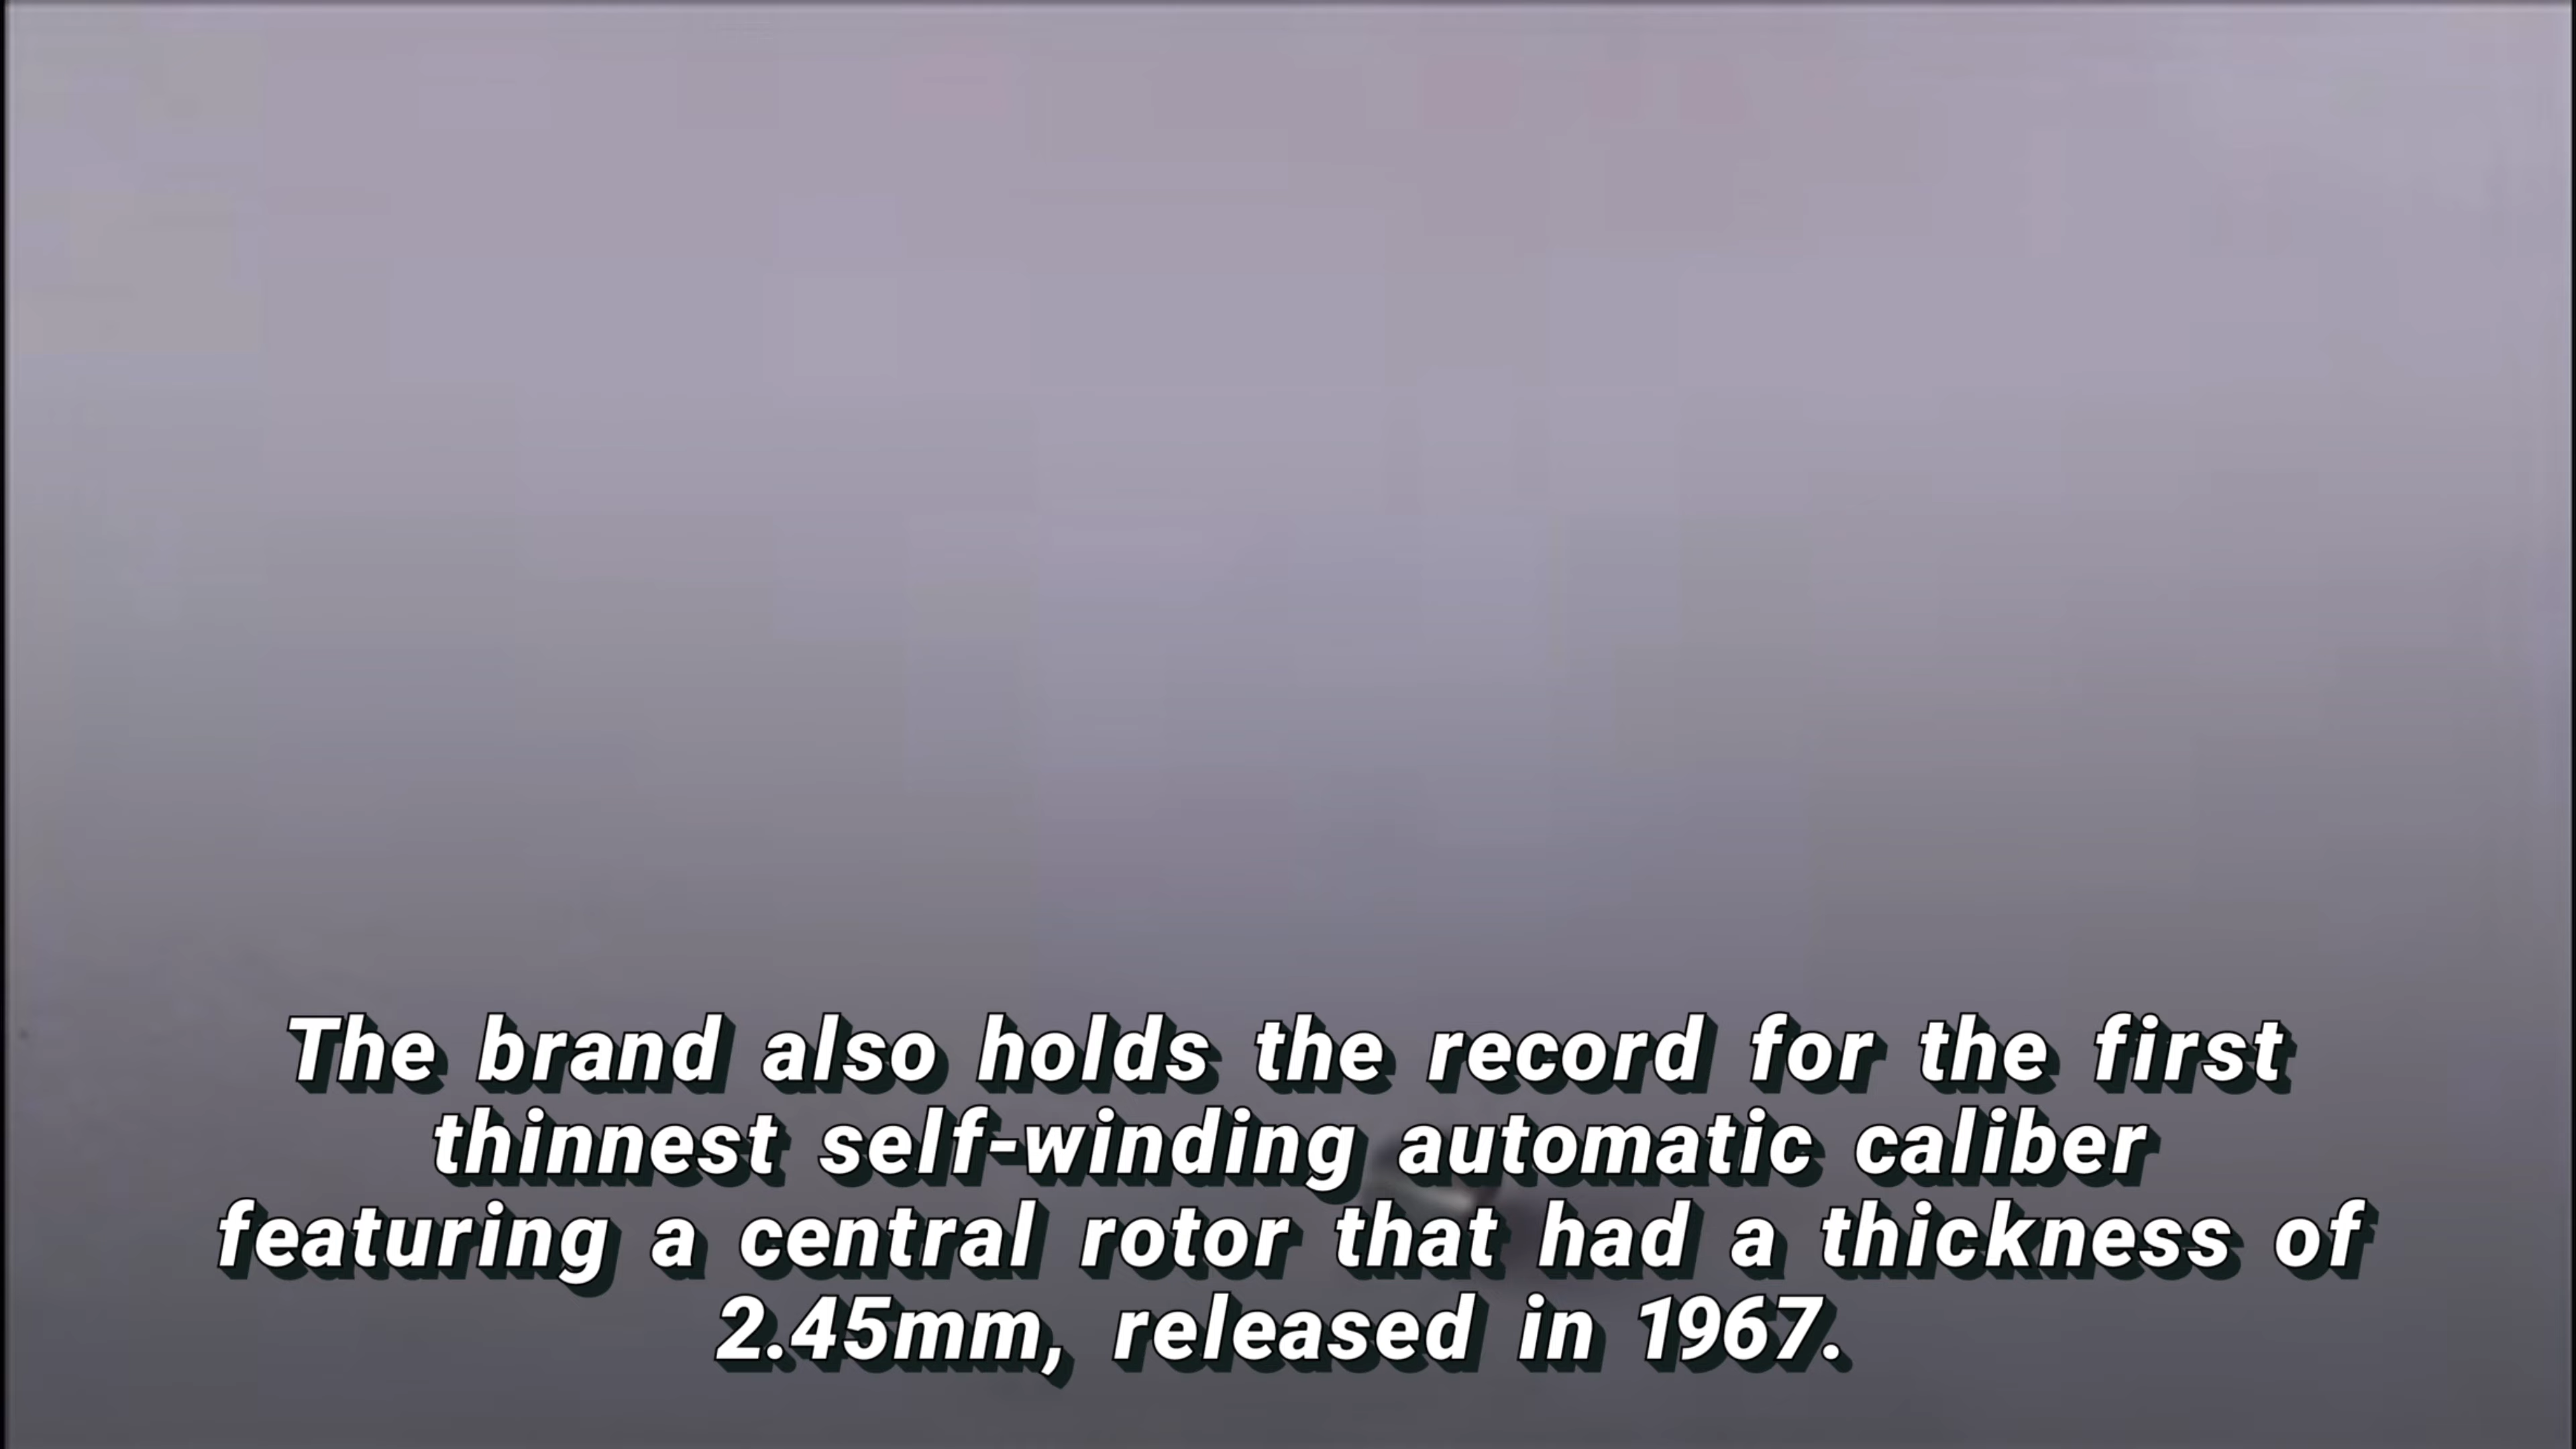 The brand also holds the record for the first
thinnest self-winding automatic caliber
featuring a central rotor that had a thickness of
2.45mm, released in 1967.